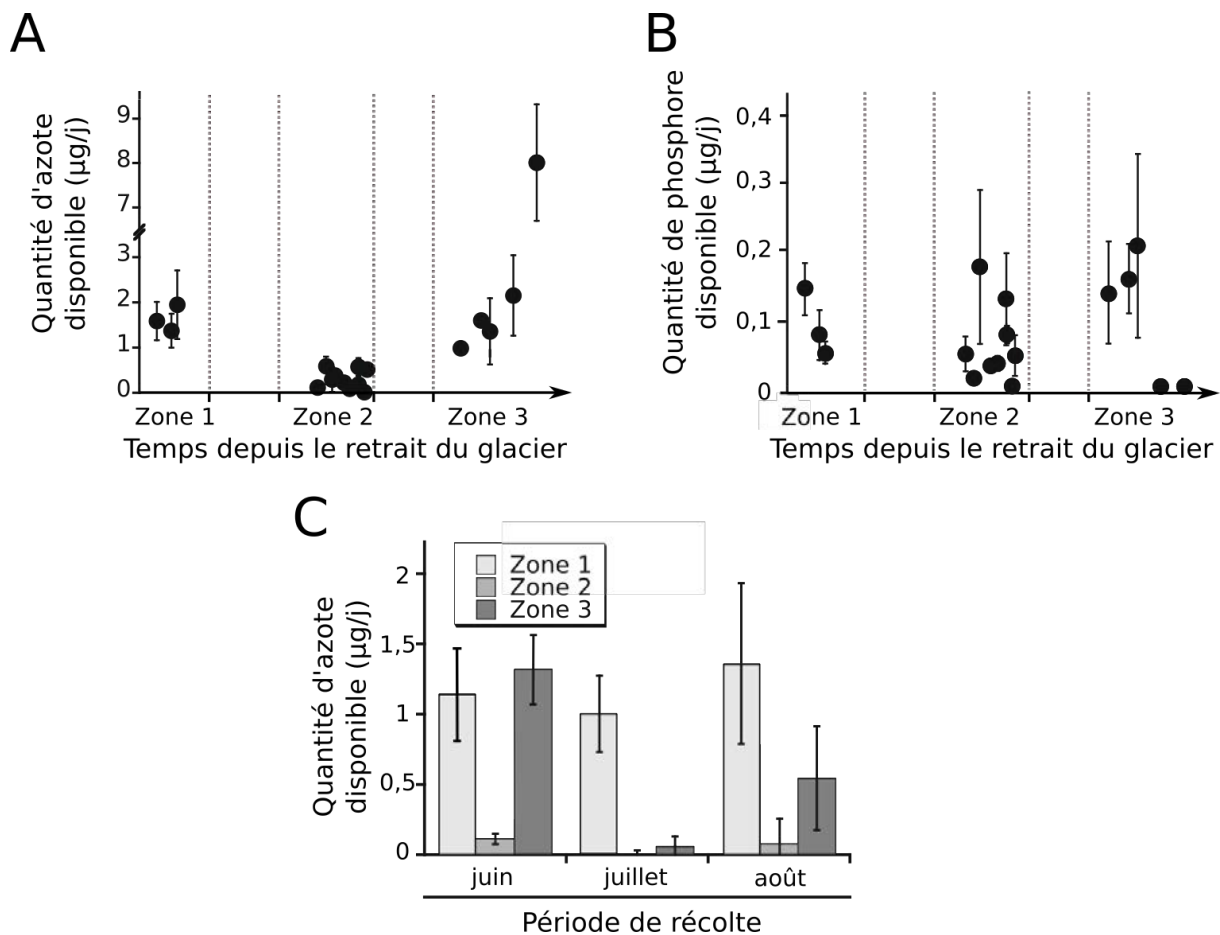 A
Quantité d'azote
disponible (µg/j)
9
8
7
3
2
1
0
Zone 1 Zone 2 Zone 3
Temps depuis le retrait du glacier
B
Quantité de phosphore
disponible (µg/j)
0,4
0,3
0,2
0,1
0
Zone 1 Zone 2 Zone 3
Temps depuis le retrait du glacier
C
Quantité d'azote
disponible (µg/j)
2
1,5
1
0,5
0
Zone 1
Zone 2
Zone 3
juin juillet août
Période de récolte